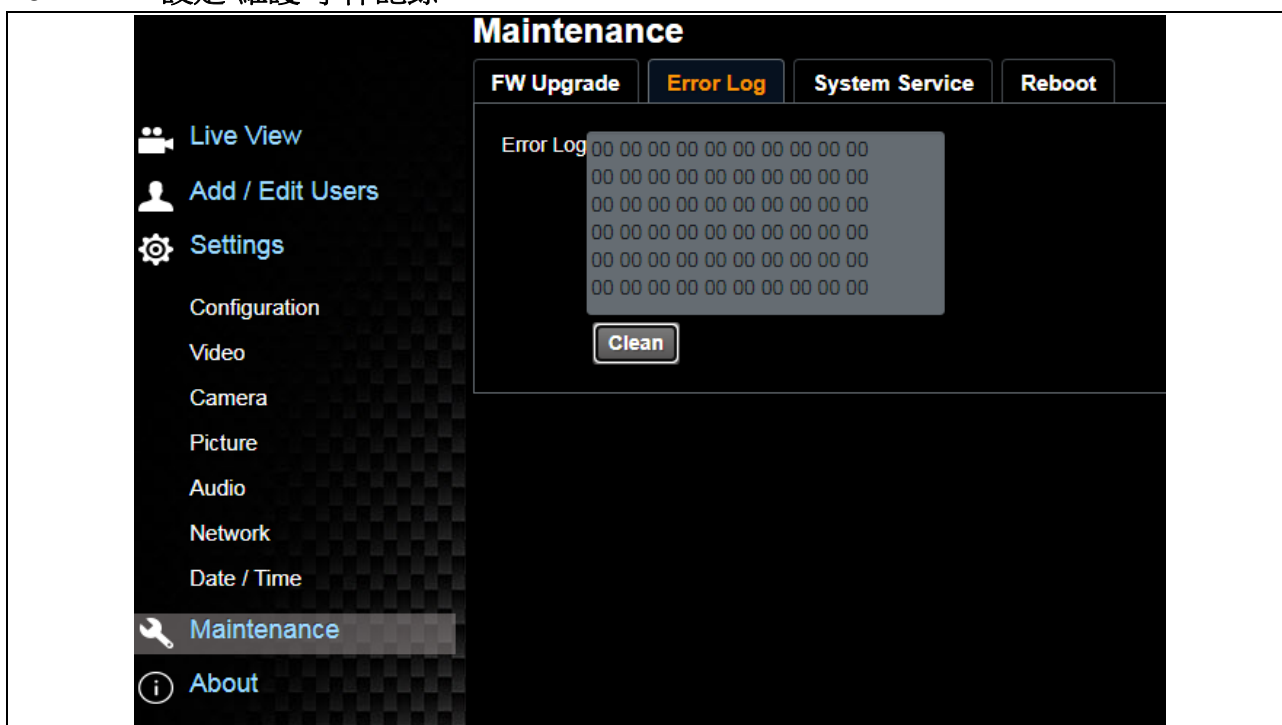 Maintenance
FW Upgrade
Error Log
System Service
Reboot
Live View
Add / Edit Users
Settings
Configuration
Video
Camera
Picture
Audio
Network
Date / Time
Maintenance
About
Error Log
00 00 00 00 00 00 00 00 00 00
00 00 00 00 00 00 00 00 00 00
00 00 00 00 00 00 00 00 00 00
00 00 00 00 00 00 00 00 00 00
00 00 00 00 00 00 00 00 00 00
00 00 00 00 00 00 00 00 00 00
Clean